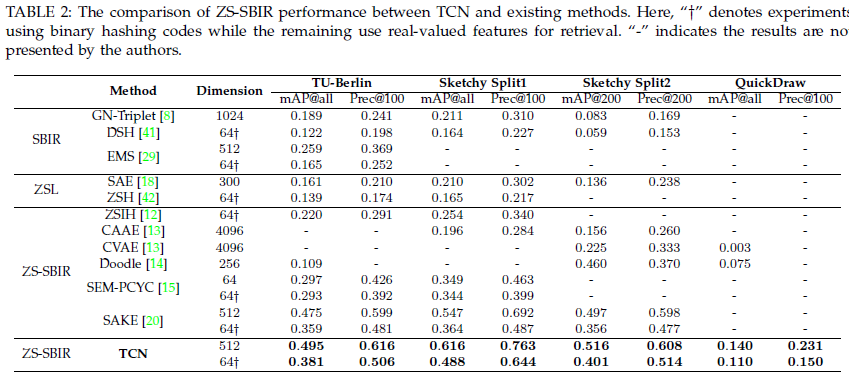 TABLE 2: The comparison of ZS-SBIR performance between TCN and existing methods. Here, “†” denotes experiments
using binary hashing codes while the remaining use real-valued features for retrieval. “-” indicates the results are no
presented by the authors.
Method Dimension TU-Berlin Sketchy Split1 Sketchy Split2 QuickDraw
mAP@all Prec@100 mAP@all Prec@100 mAP@200 Prec@200 mAP@all Prec@100
SBIR GN-Triplet [8] 1024 0.189 0.241 0.211 0.310 0.083 0.169 - -
DSH [41] 64† 0.122 0.198 0.164 0.227 0.059 0.153 - -
EMS [29] 512 0.259 0.369 - - - - - -
64† 0.165 0.252 - - - - - -
ZSL SAE [18] 300 0.161 0.210 0.210 0.302 0.136 0.238 - -
ZSH [42] 64† 0.139 0.174 0.165 0.217 - - - -
ZS-SBIR ZSIH [12] 64† 0.220 0.291 0.254 0.340 - - - -
CAAE [13] 4096 - - 0.196 0.284 0.156 0.260 - -
CVAE [13] 4096 - - - - 0.225 0.333 0.003 -
Doodle [14] 256 0.109 - - - 0.460 0.370 0.075 -
SEM-PCYC [15] 64 0.297 0.426 0.349 0.463 - - - -
64† 0.293 0.392 0.344 0.399 - - - -
SAKE [20] 512 0.475 0.599 0.547 0.692 0.497 0.598 - -
64† 0.359 0.481 0.364 0.487 0.356 0.477 - -
ZS-SBIR TCN 512 0.495 0.616 0.616 0.763 0.516 0.608 0.140 0.231
64† 0.381 0.506 0.488 0.644 0.401 0.514 0.110 0.150